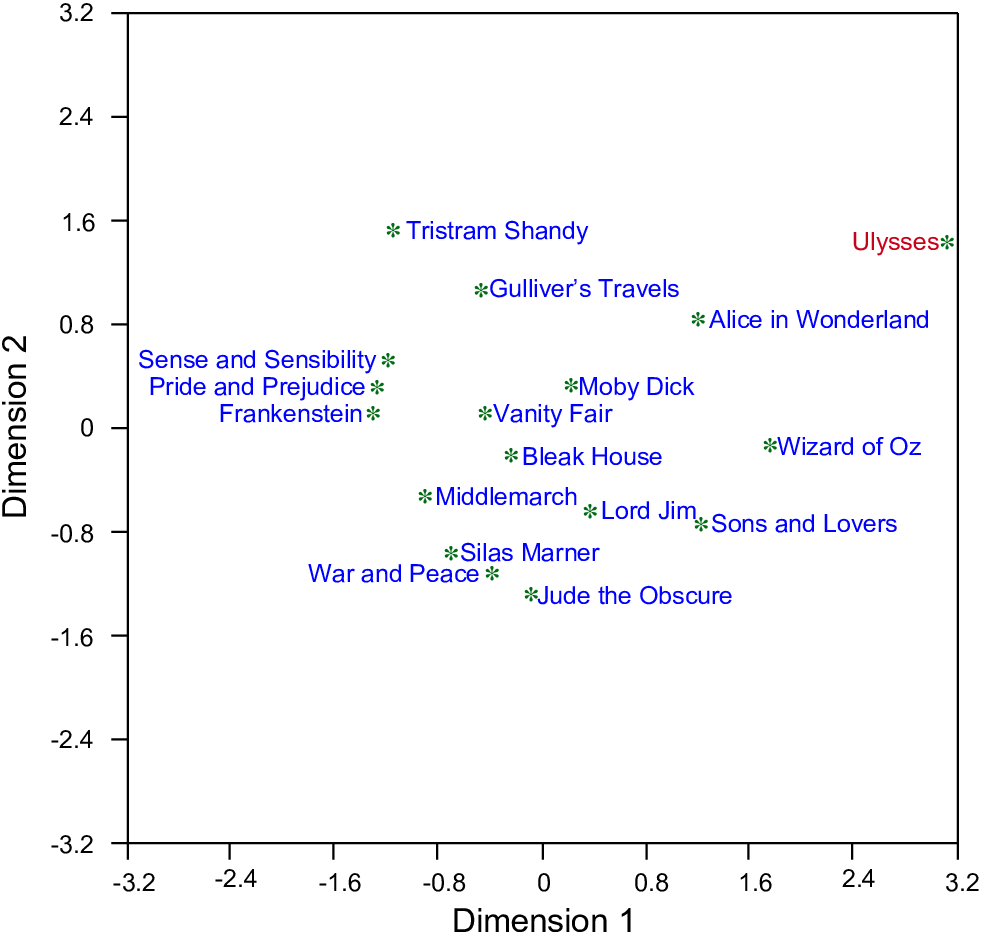 3.2
2.4
1.6
0.8
0
-0.8
-1.6
-2.4
-3.2
Dimension 2
Tristram Shandy
Ulysses
Gulliver’s Travels
Alice in Wonderland
Sense and Sensibility
Pride and Prejudice
Moby Dick
Frankenstein
Vanity Fair
Wizard of Oz
Bleak House
Middlemarch
Lord Jim
Sons and Lovers
Silas Marner
War and Peace
Jude the Obscure
-3.2 -2.4 -1.6 -0.8 0 0.8 1.6 2.4 3.2
Dimension 1